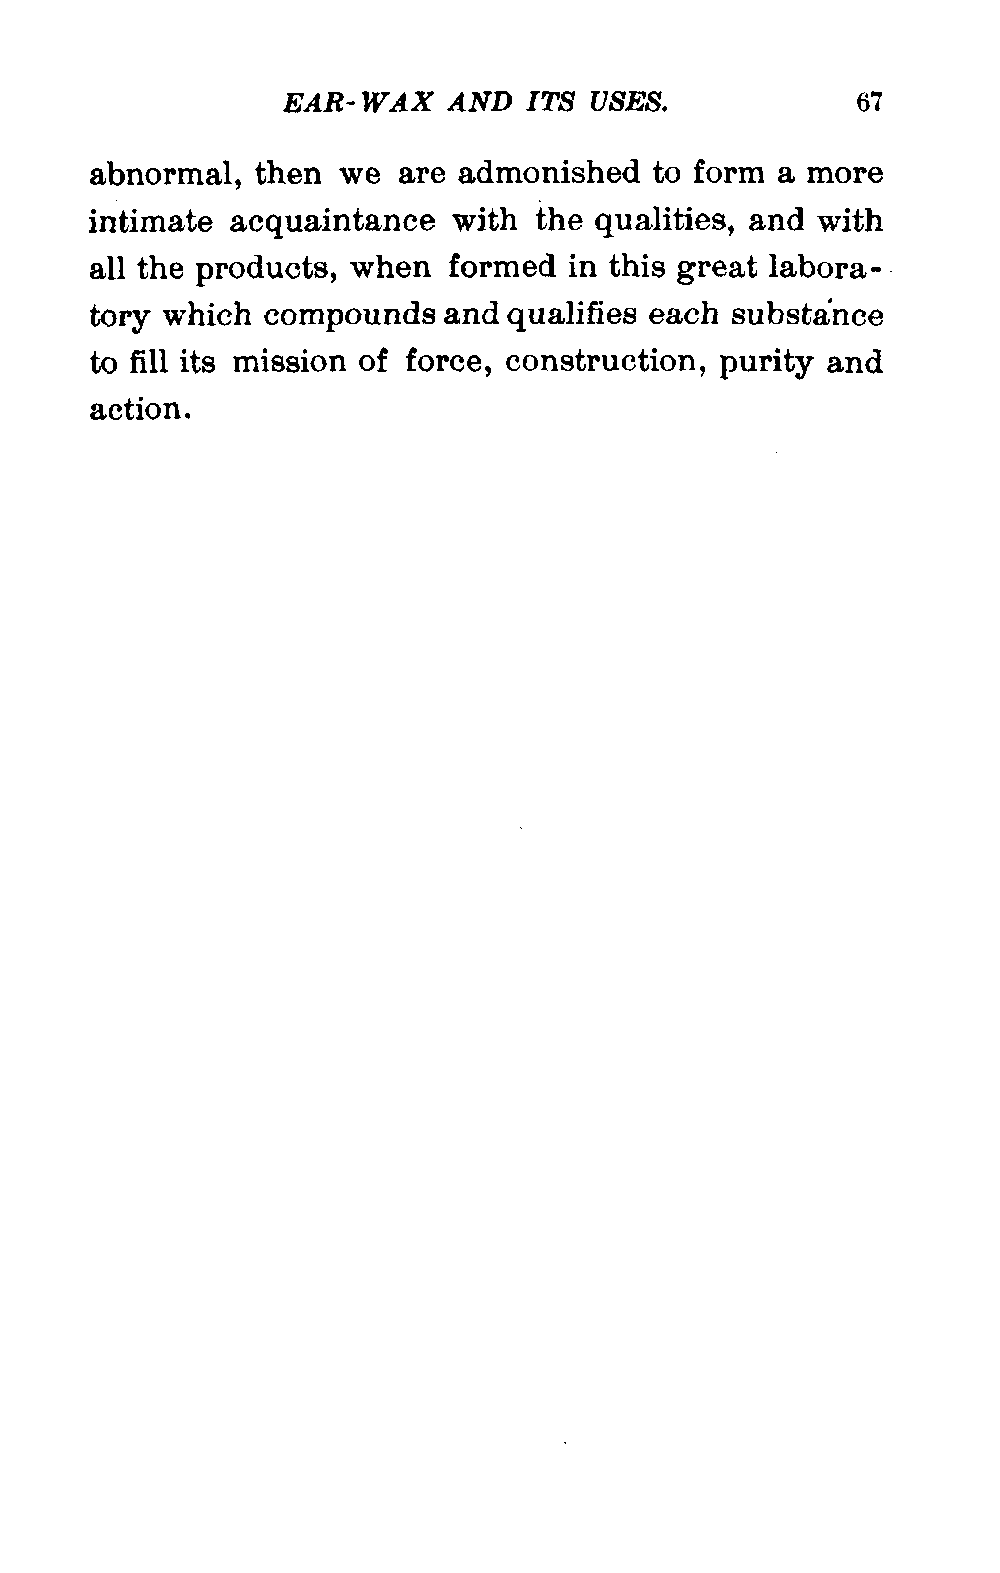 EAR-WAX AND ITS USES. 67
abnormal, then we are admonished to form a more
intimate acquaintance with the qualities, and with
all the products, when formed in this great labora-
tory which compounds and qualifies each substance
to fill its mission of force, construction, purity and
action.